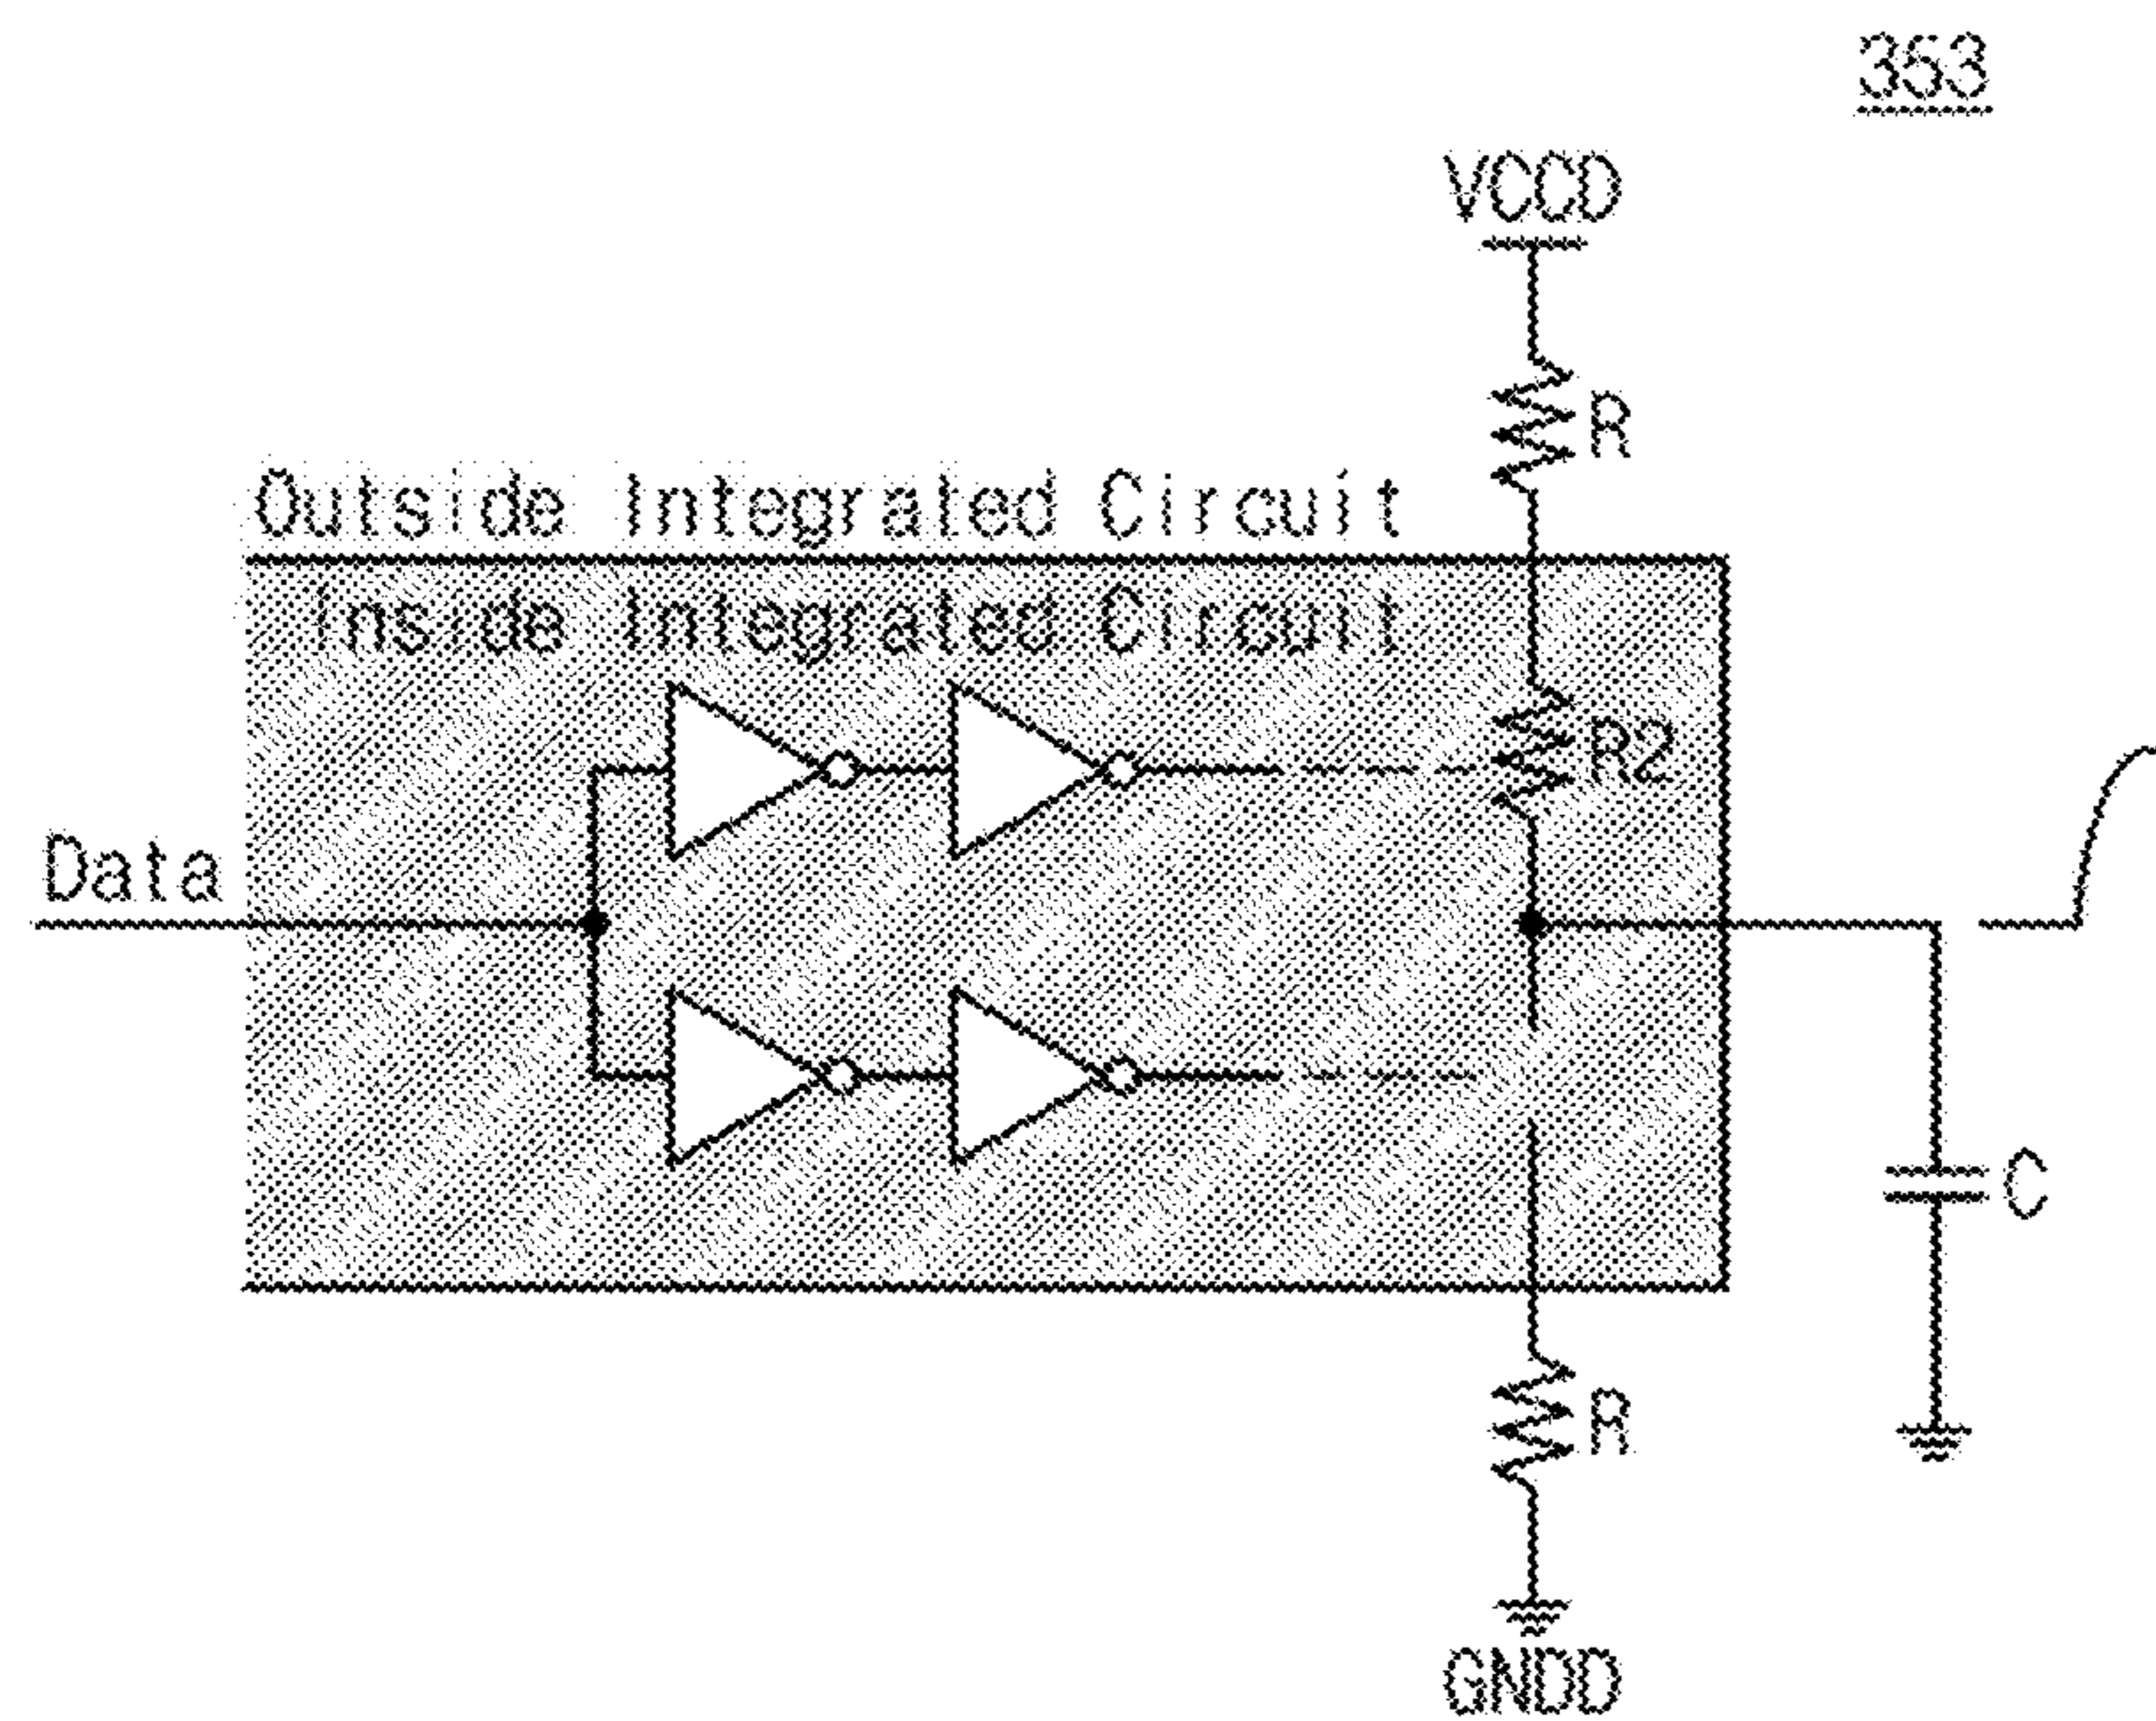 353
VCCD
R
Outside Integrated Circuit
Inside Integrated Circuit
R2
Data
C
R
GNDD